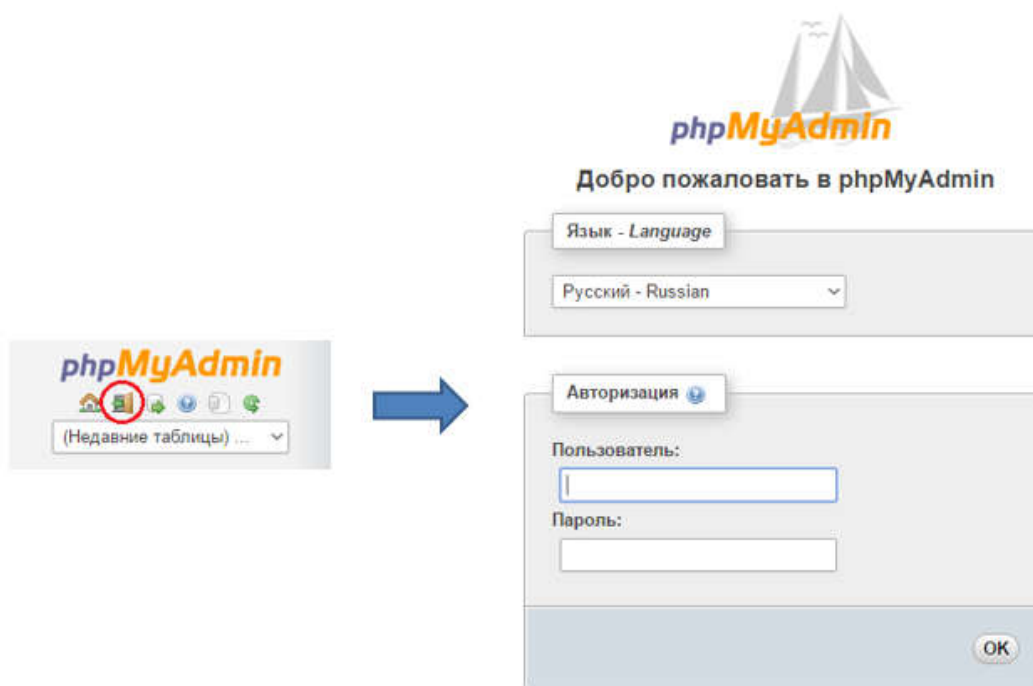 phpMyAdmin
(Недавние таблицы) ...
phpMyAdmin
Добро пожаловать в phpMyAdmin
Язык - Language
Русский - Russian
Авторизация
Пользователь:
Пароль:
OK